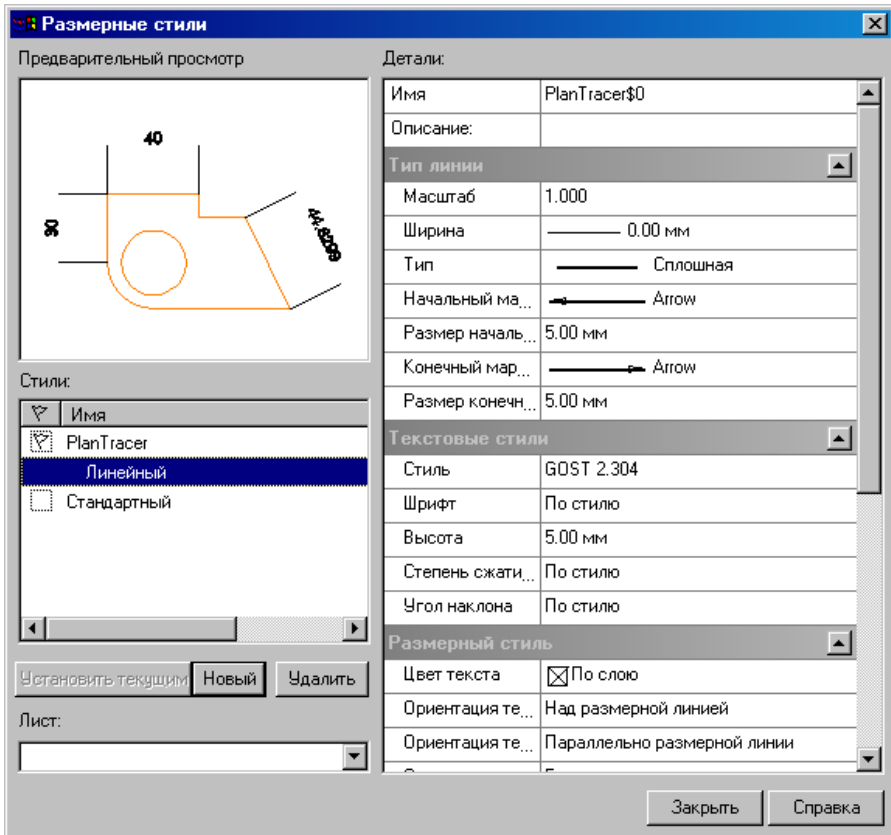 Размерные стили
Предварительный просмотр
40
30
Стили:
Имя
PlanTracer
Линейный
Стандартный
Установить текущим Новый Удалить
Лист:
Детали:
Имя PlanTracer$0
Описание:
Тип линии
Масштаб 1.000
Ширина 0.00 мм
Тип Сплошная
Начальный ма... Arrow
Размер началь... 5.00 мм
Конечный мар... Arrow
Размер конечн... 5.00 мм
Текстовые стили
Стиль GOST 2.304
Шрифт По стилю
Высота 5.00 мм
Степень сжати... По стилю
Угол наклона По стилю
Размерный стиль
Цвет текста По слою
Ориентация те... Над размерной линией
Ориентация те... Параллельно размерной линии
Закрыть Справка